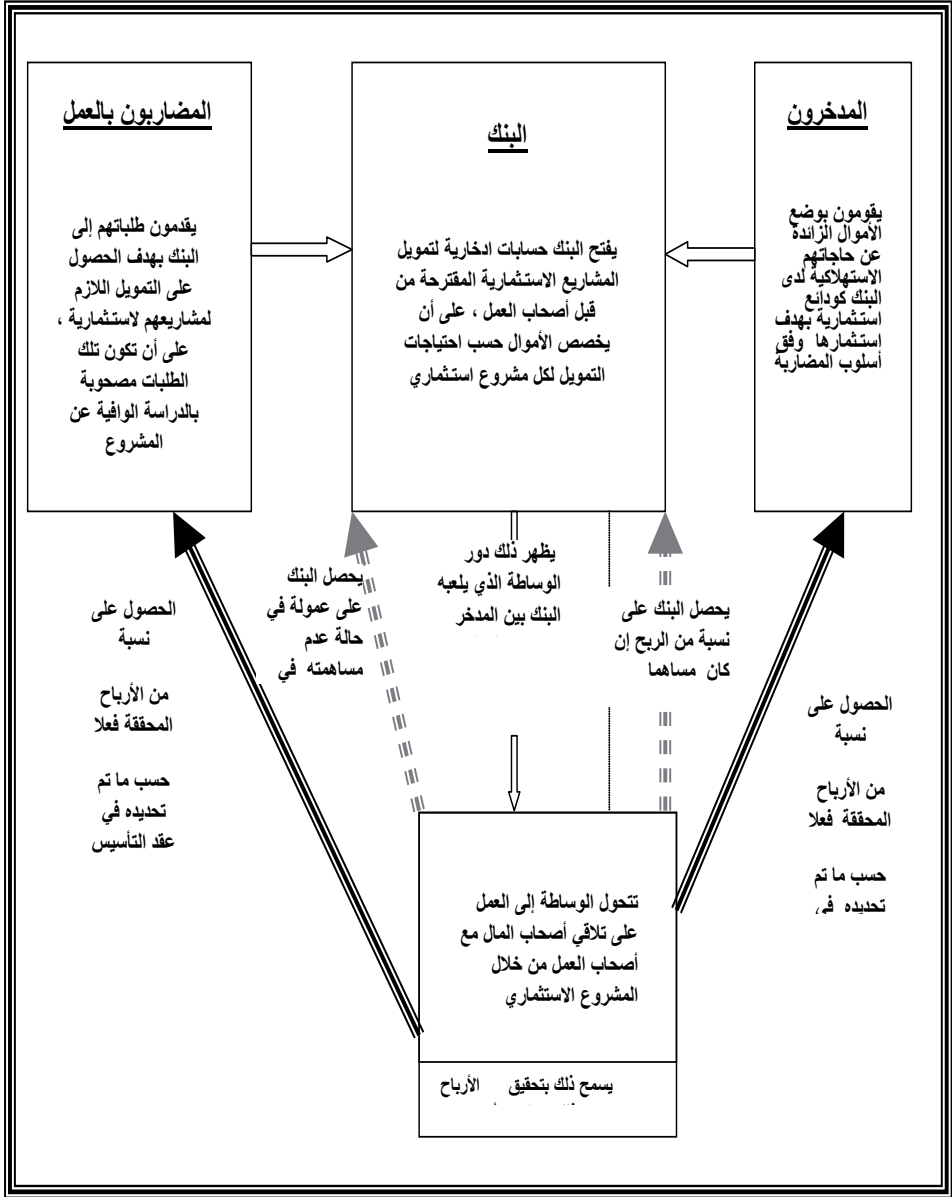 المدخرون
يقومون بوضع
الأموال الزائدة
عن حاجاتهم
الاستهلاكية لدى
البنك كودائع
استثمارية بهدف
استثمارها وفق
أسلوب المضاربة
البنك
يفتح البنك حسابات ادخارية لتمويل
المشاريع الاستثمارية المقترحة من
قبل أصحاب العمل ، على أن
يخصص الأموال حسب احتياجات
التمويل لكل مشروع استثماري
المضاربون بالعمل
يقدمون طلباتهم إلى
البنك بهدف الحصول
على التمويل اللازم
لمشاريعهم لاستثمارية ،
على أن تكون تلك
الطلبات مصحوبة
بالدراسة الوافية عن
المشروع
الحصول على
نسبة
من الأرباح
المحققة فعلا
حسب ما تم
تحديده في
يحصل البنك على
نسبة من الربح إن
كان مساهما
يظهر ذلك دور
الوساطة الذي يلعبه
البنك بين المدخر
يحصل البنك
على عمولة في
حالة عدم
مساهمته في
الحصول على
نسبة
من الأرباح
المحققة فعلا
حسب ما تم
تحديده في
عقد التأسيس
تتحول الوساطة إلى العمل
على تلاقي أصحاب المال مع
أصحاب العمل من خلال
المشروع الاستثماري
يسمح ذلك بتحقيق الأرباح